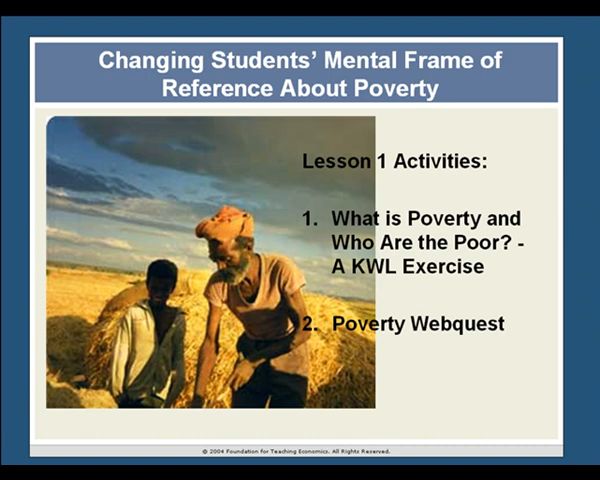 Changing Students' Mental Frame of
Reference About Poverty
Lesson 1 Activities:
1. What is Poverty and
Who Are the Poor? -
A KWL Exercise
2. Poverty Webquest
© 2004 Foundation for Teaching Economics. All Rights Reserved.